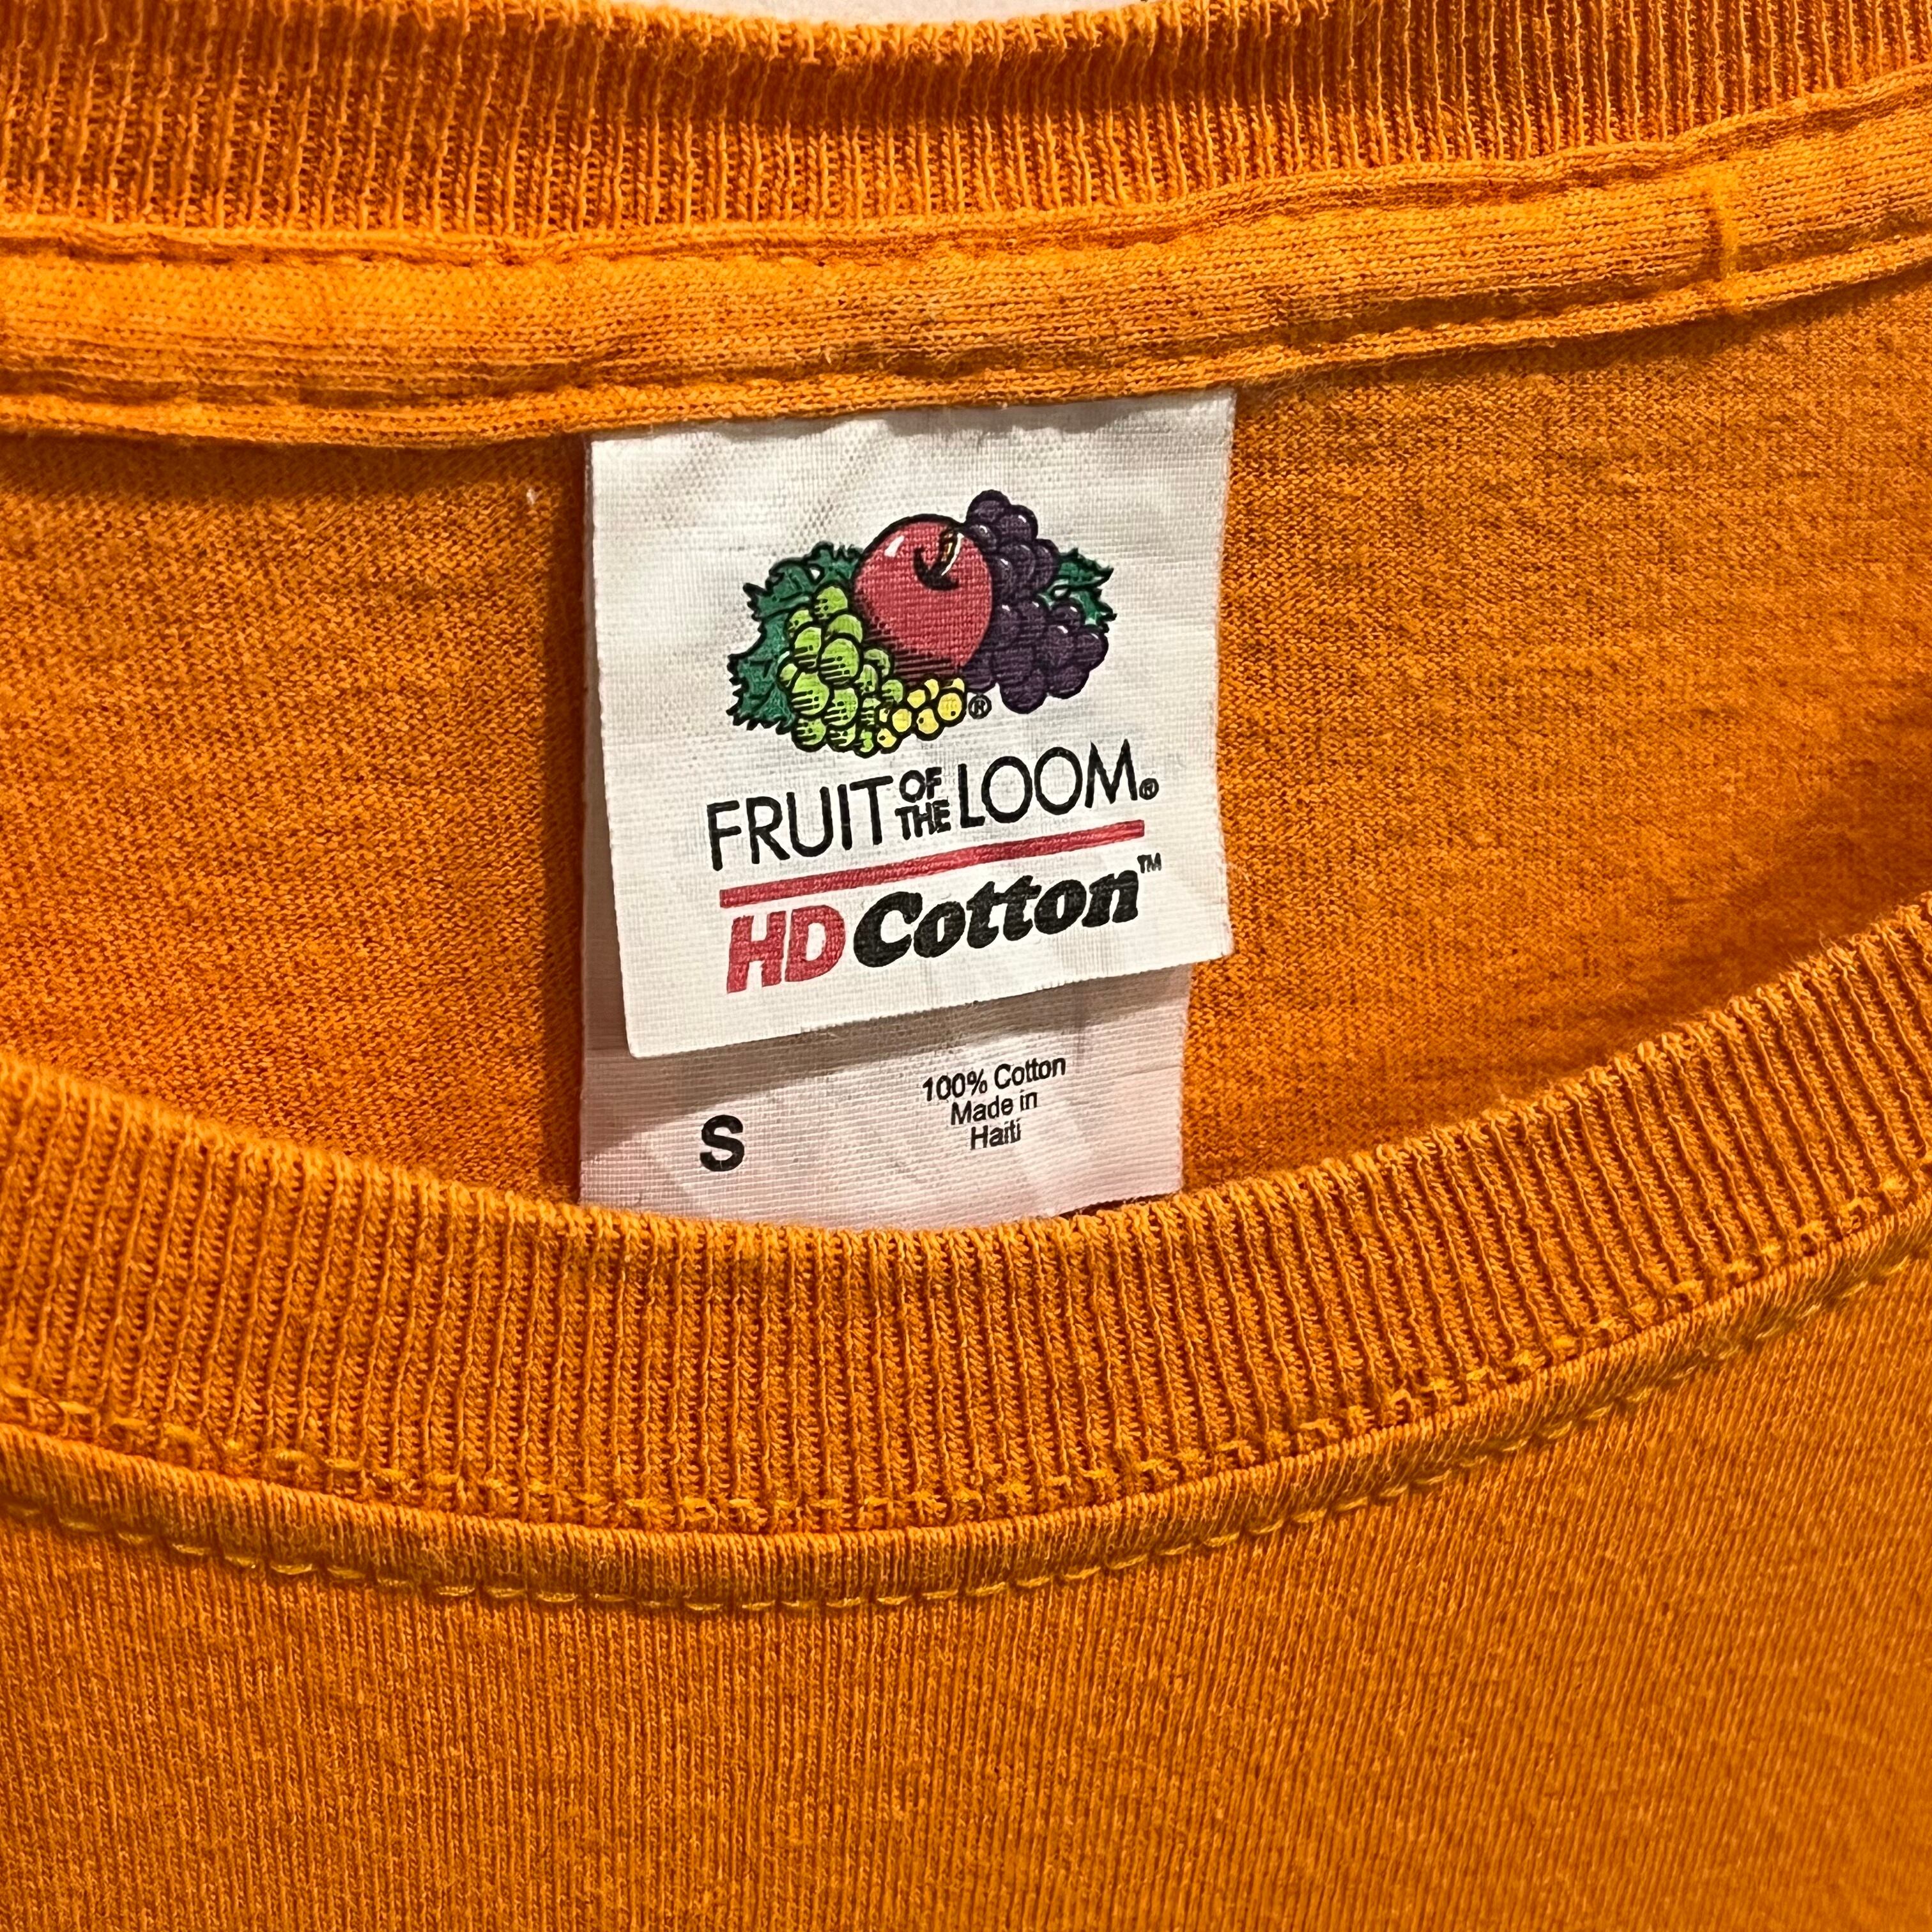 ®
FRUIT OF THE LOOM®
HD Cotton™
S
100% Cotton
Made in
Haiti